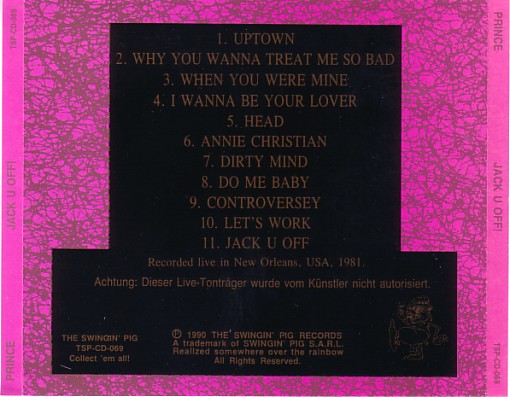 TSP-CD-069
JACK U OFF!
PRINCE
1. UPTOWN
2. WHY YOU WANNA TREAT ME SO BAD
3. WHEN YOU WERE MINE
4. I WANNA BE YOUR LOVER
5. HEAD
6. ANNIE CHRISTIAN
7. DIRTY MIND
8. DO ME BABY
9. CONTROVERSEY
10. LET'S WORK
11. JACK U OFF
Recorded live in New Orleans, USA, 1981.
Achtung: Dieser Live-Tonträger wurde vom Künstler nicht autorisiert.
THE SWINGIN' PIG
TSP-CD-069
Collect 'em all!
℗ 1990 THE SWINGIN' PIG RECORDS
A trademark of SWINGIN' PIG S.A.R.L.
Realized somewhere over the rainbow
All Rights Reserved.
PRINCE
JACK U OFF!
TSP-CD-069